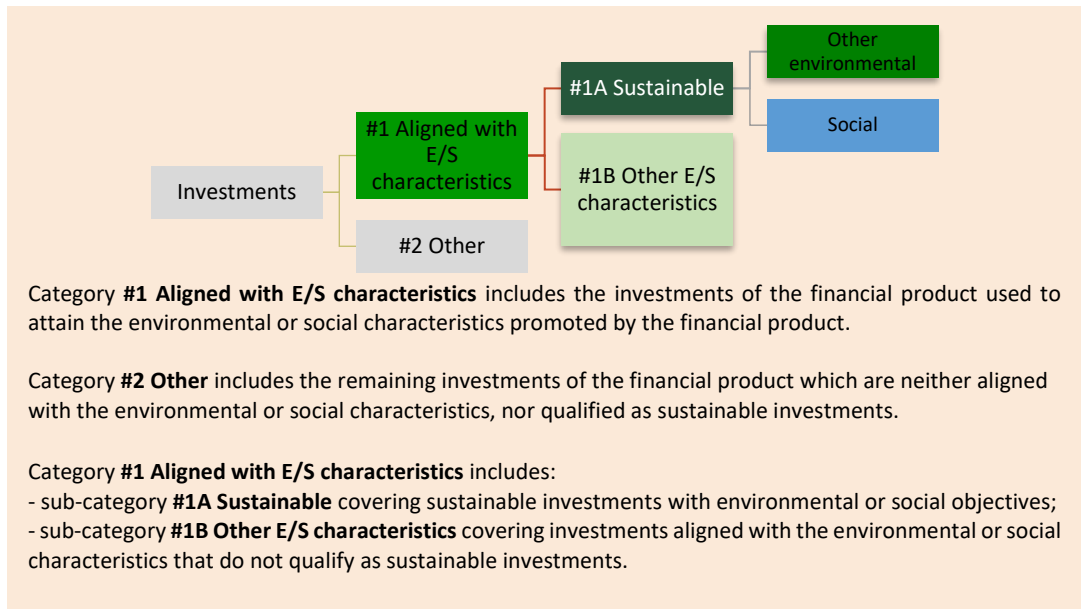 Other
environmental
#1A Sustainable
#1 Aligned with
E/S
characteristics
Social
Investments
#1B Other E/S
characteristics
#2 Other
Category #1 Aligned with E/S characteristics includes the investments of the financial product used to
attain the environmental or social characteristics promoted by the financial product.
Category #2 Other includes the remaining investments of the financial product which are neither aligned
with the environmental or social characteristics, nor qualified as sustainable investments.
Category #1 Aligned with E/S characteristics includes:
- sub-category #1A Sustainable covering sustainable investments with environmental or social objectives;
- sub-category #1B Other E/S characteristics covering investments aligned with the environmental or social
characteristics that do not qualify as sustainable investments.